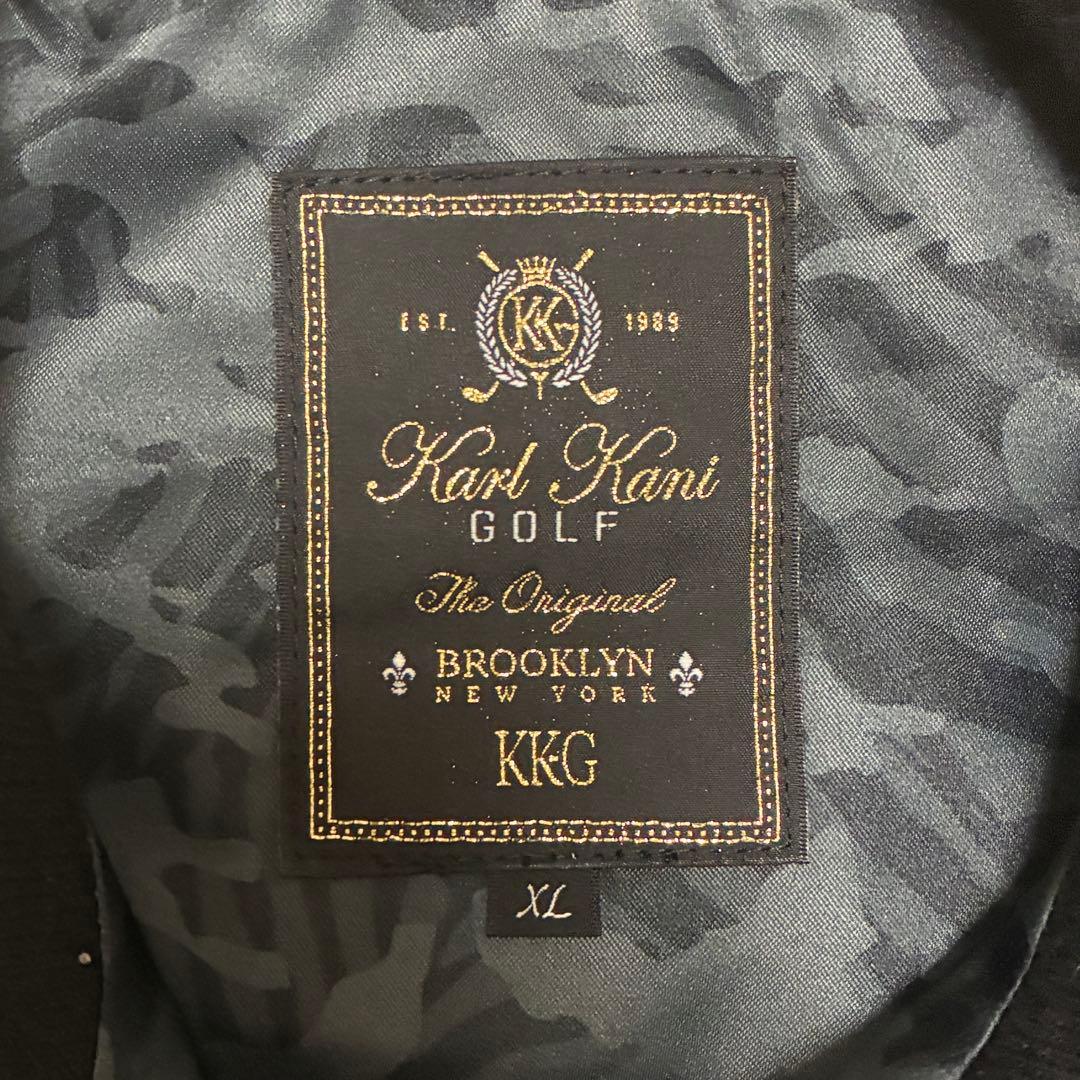 EST. KKG 1989
Karl Kani
GOLF
The Original
BROOKLYN
NEW YORK
KK-G
XL